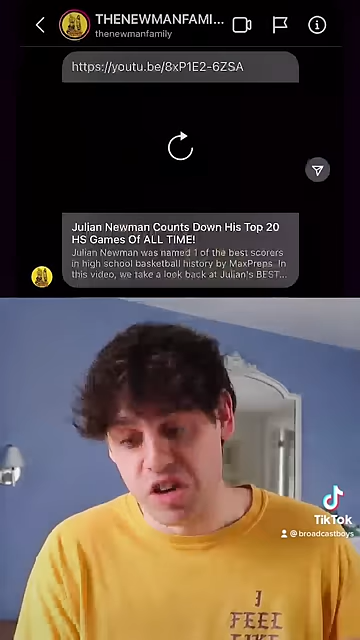 THENEWMANFAMI...
thenewmanfamily
https://youtu.be/8xP1E2-6ZSA
Julian Newman Counts Down His Top 20
HS Games Of ALL TIME!
Julian Newman was named 1 of the best scorers
in high school basketball history by MaxPreps. In
this video, we take a look back at Julian's BEST...
TikTok
@broadcastboys
I
FEEL
LIKE